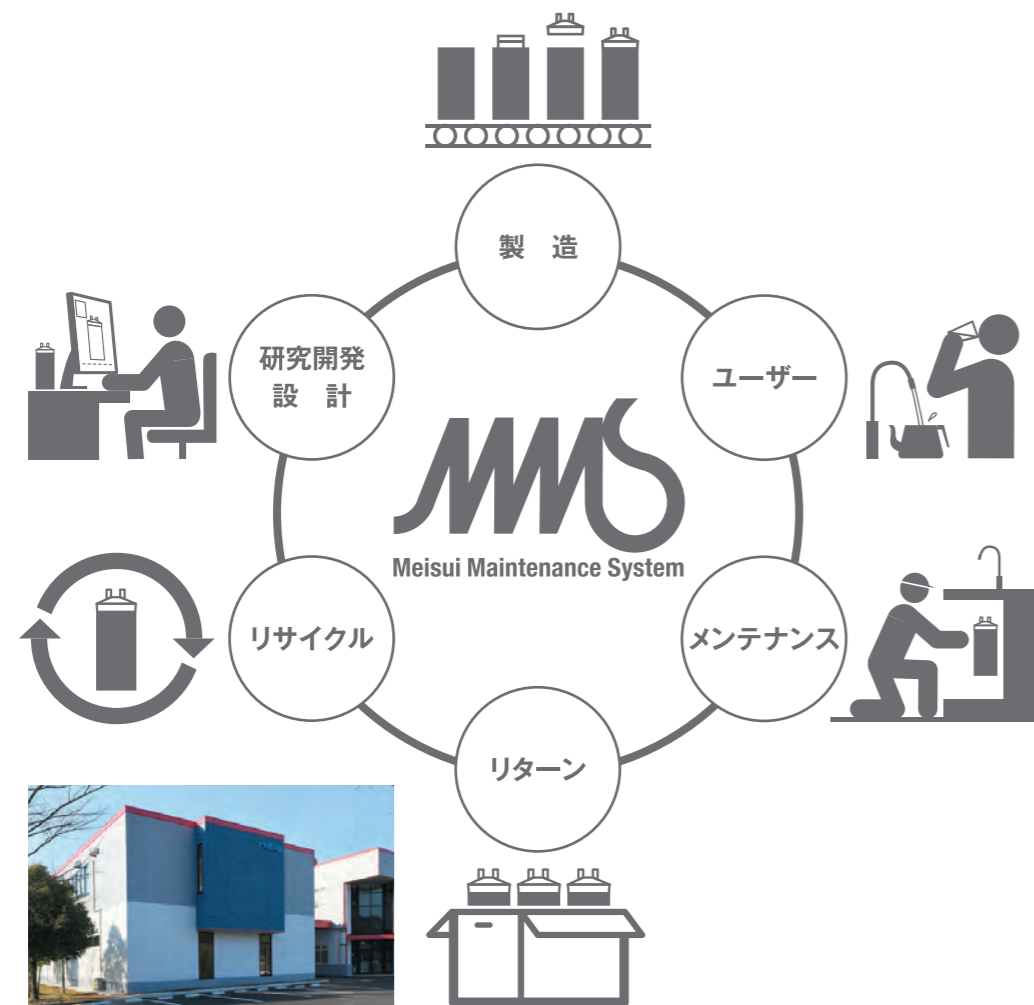 製　造
研究開発
設　計
ユーザー
MMS
Meisui Maintenance System
リサイクル
メンテナンス
リターン